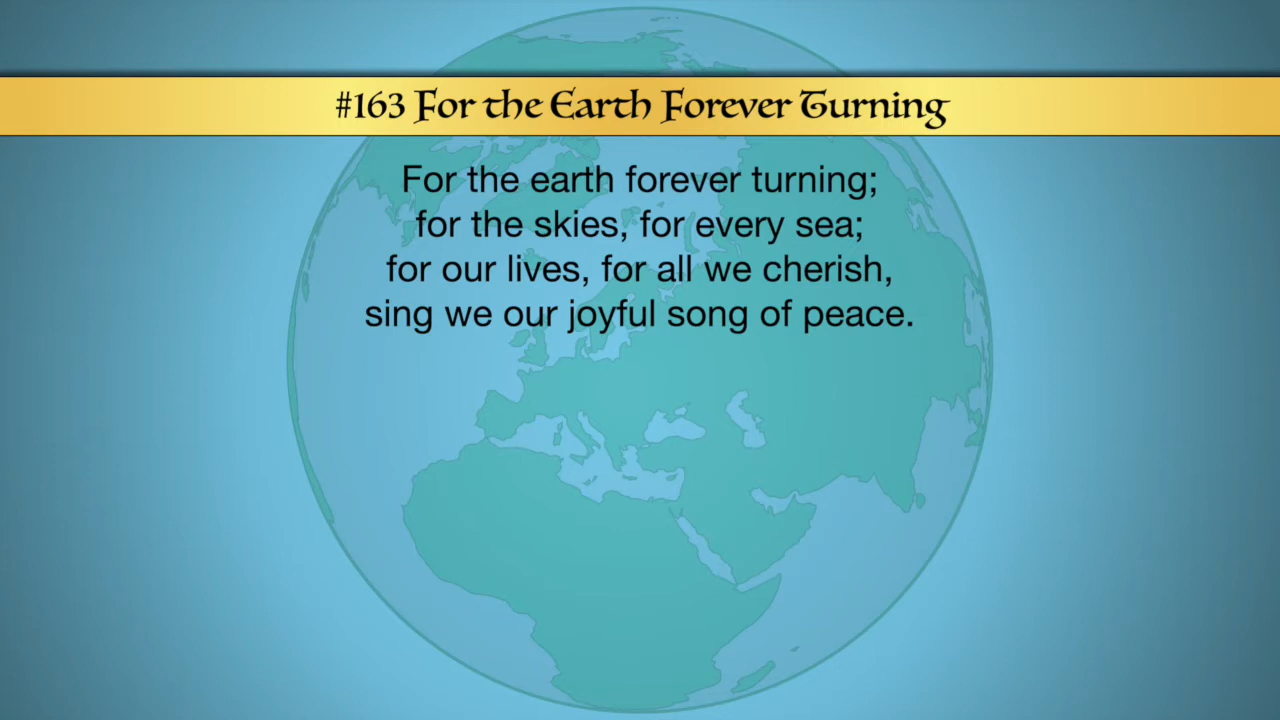 #163 For the Earth Forever Turning
For the earth forever turning;
for the skies, for every sea;
for our lives, for all we cherish,
sing we our joyful song of peace.